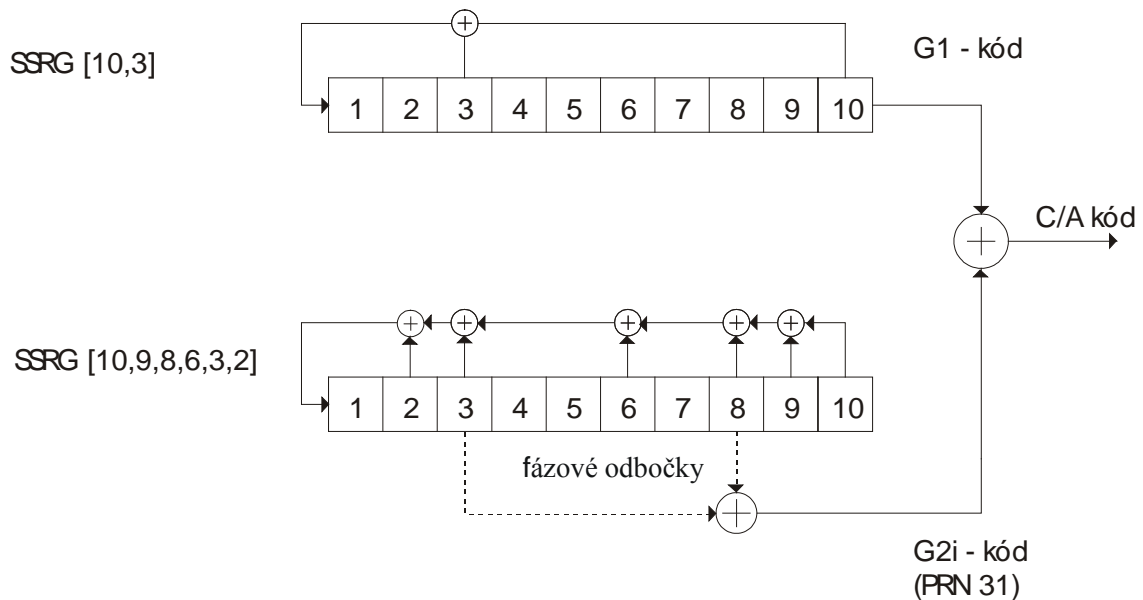 G1 - kód
SSRG [10,3]
1 2 3 4 5 6 7 8 9 10
C/A kód
SSRG [10,9,8,6,3,2]
1 2 3 4 5 6 7 8 9 10
fázové odbočky
G2i - kód
(PRN 31)